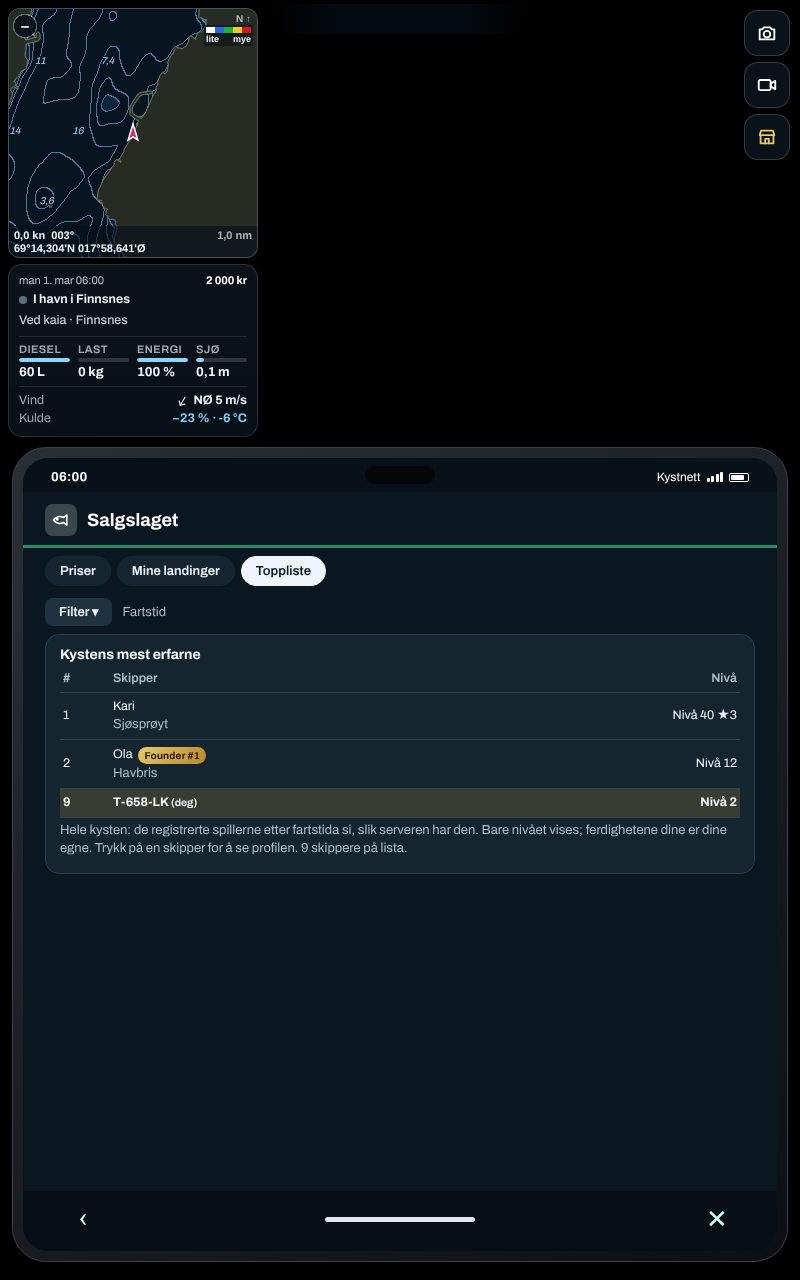 N ↑
lite mye
11
7,4
14
16
3,6
0,0 kn 003° 1,0 nm
69°14,304'N 017°58,641'Ø
man 1. mar 06:00 2 000 kr
I havn i Finnsnes
Ved kaia · Finnsnes
DIESEL LAST ENERGI SJØ
60 L 0 kg 100 % 0,1 m
Vind ↙ NØ 5 m/s
Kulde −23 % · -6 °C
06:00 Kystnett
Salgslaget
Priser Mine landinger Toppliste
Filter ▾ Fartstid
Kystens mest erfarne
# Skipper Nivå
1 Kari Nivå 40 ★3
Sjøsprøyt
2 Ola Founder #1 Nivå 12
Havbris
9 T-658-LK (deg) Nivå 2
Hele kysten: de registrerte spillerne etter fartstida si, slik serveren har den. Bare nivået vises; ferdighetene dine er dine
egne. Trykk på en skipper for å se profilen. 9 skippere på lista.